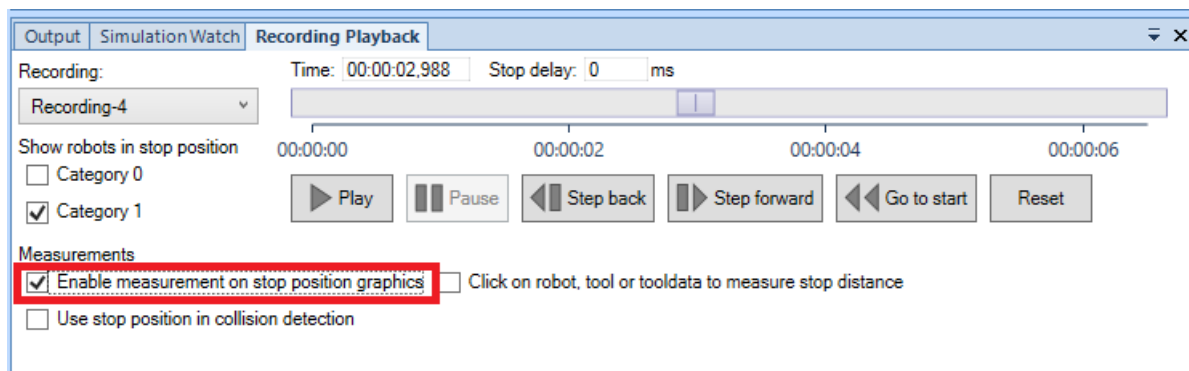 Output Simulation Watch Recording Playback
Recording: Time: 00:00:02,988 Stop delay: 0 ms
Recording-4
Show robots in stop position 00:00:00 00:00:02 00:00:04 00:00:06
Category 0
Play Pause Step back Step forward Go to start Reset
Category 1
Measurements
Enable measurement on stop position graphics Click on robot, tool or tooldata to measure stop distance
Use stop position in collision detection